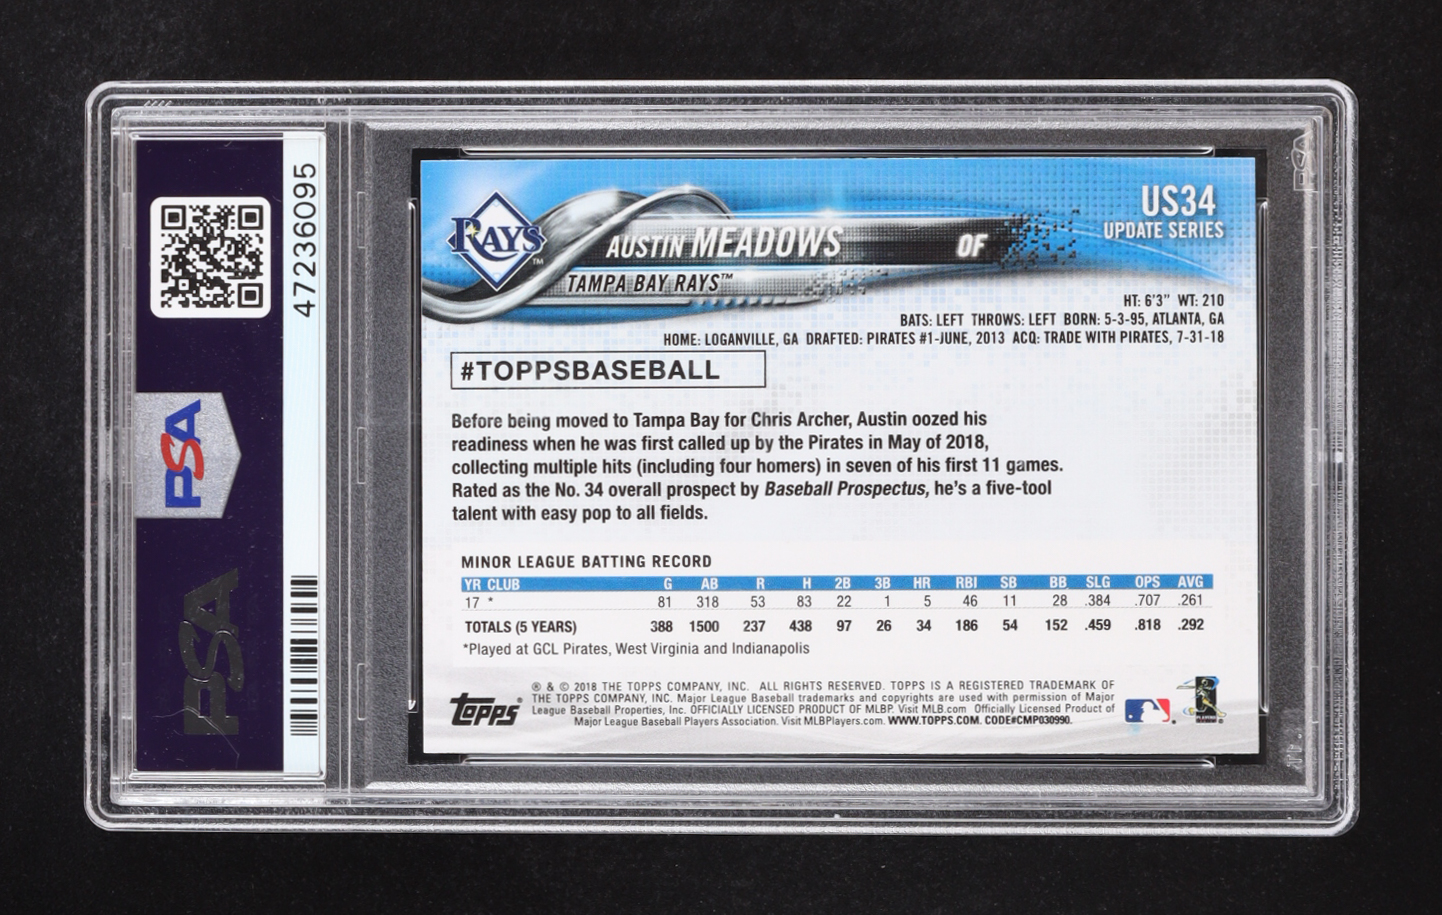 47236095
PSA
PSA
PSA
RAYS™
AUSTIN MEADOWS OF
TAMPA BAY RAYS™
US34
UPDATE SERIES
HT: 6'3" WT: 210
BATS: LEFT THROWS: LEFT BORN: 5-3-95, ATLANTA, GA
HOME: LOGANVILLE, GA DRAFTED: PIRATES #1-JUNE, 2013 ACQ: TRADE WITH PIRATES, 7-31-18
#TOPPSBASEBALL
Before being moved to Tampa Bay for Chris Archer, Austin oozed his
readiness when he was first called up by the Pirates in May of 2018,
collecting multiple hits (including four homers) in seven of his first 11 games.
Rated as the No. 34 overall prospect by Baseball Prospectus, he's a five-tool
talent with easy pop to all fields.
MINOR LEAGUE BATTING RECORD
YR CLUB G AB R H 2B 3B HR RBI SB BB SLG OPS AVG
17 * 81 318 53 83 22 1 5 46 11 28 .384 .707 .261
TOTALS (5 YEARS) 388 1500 237 438 97 26 34 186 54 152 .459 .818 .292
*Played at GCL Pirates, West Virginia and Indianapolis
Topps®
® & © 2018 THE TOPPS COMPANY, INC. ALL RIGHTS RESERVED. TOPPS IS A REGISTERED TRADEMARK OF
THE TOPPS COMPANY, INC. Major League Baseball trademarks and copyrights are used with permission of Major
League Baseball Properties, Inc. OFFICIALLY LICENSED PRODUCT OF MLBP. Visit MLB.com Officially Licensed Product of
Major League Baseball Players Association. Visit MLBPlayers.com. WWW.TOPPS.COM. CODE#CMP030990.